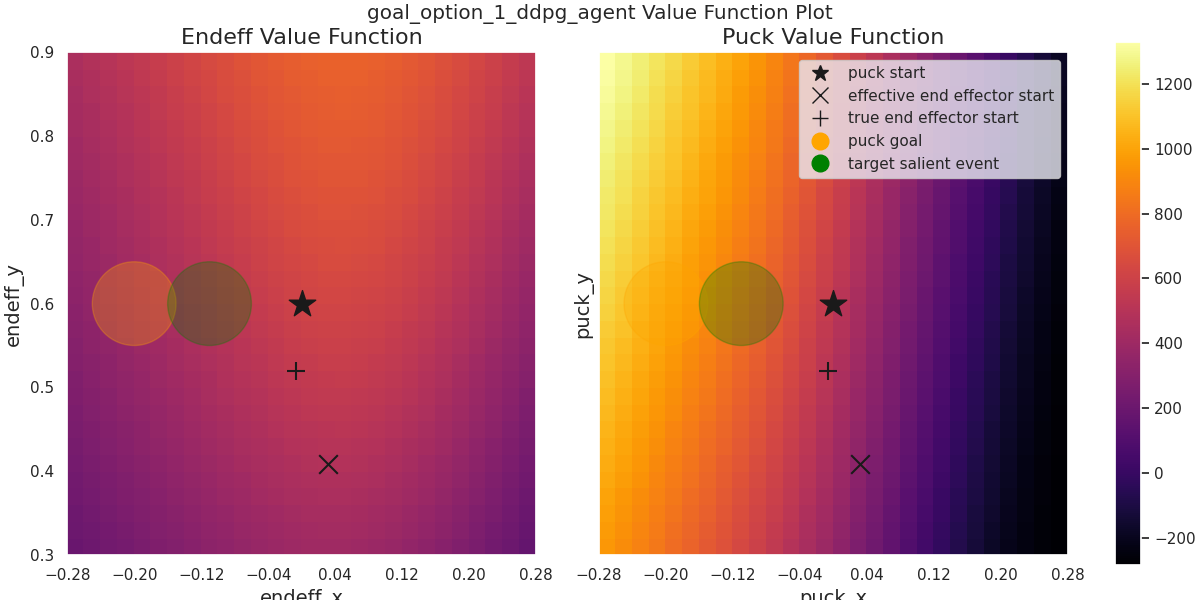 goal_option_1_ddpg_agent Value Function Plot
Endeff Value Function
Puck Value Function
puck start
effective end effector start
true end effector start
puck goal
target salient event
endeff_y
0.9
0.8
0.7
0.6
0.5
0.4
0.3
−0.28 −0.20 −0.12 −0.04 0.04 0.12 0.20 0.28
endeff_x
puck_y
−0.28 −0.20 −0.12 −0.04 0.04 0.12 0.20 0.28
puck_x
1200
1000
800
600
400
200
0
−200